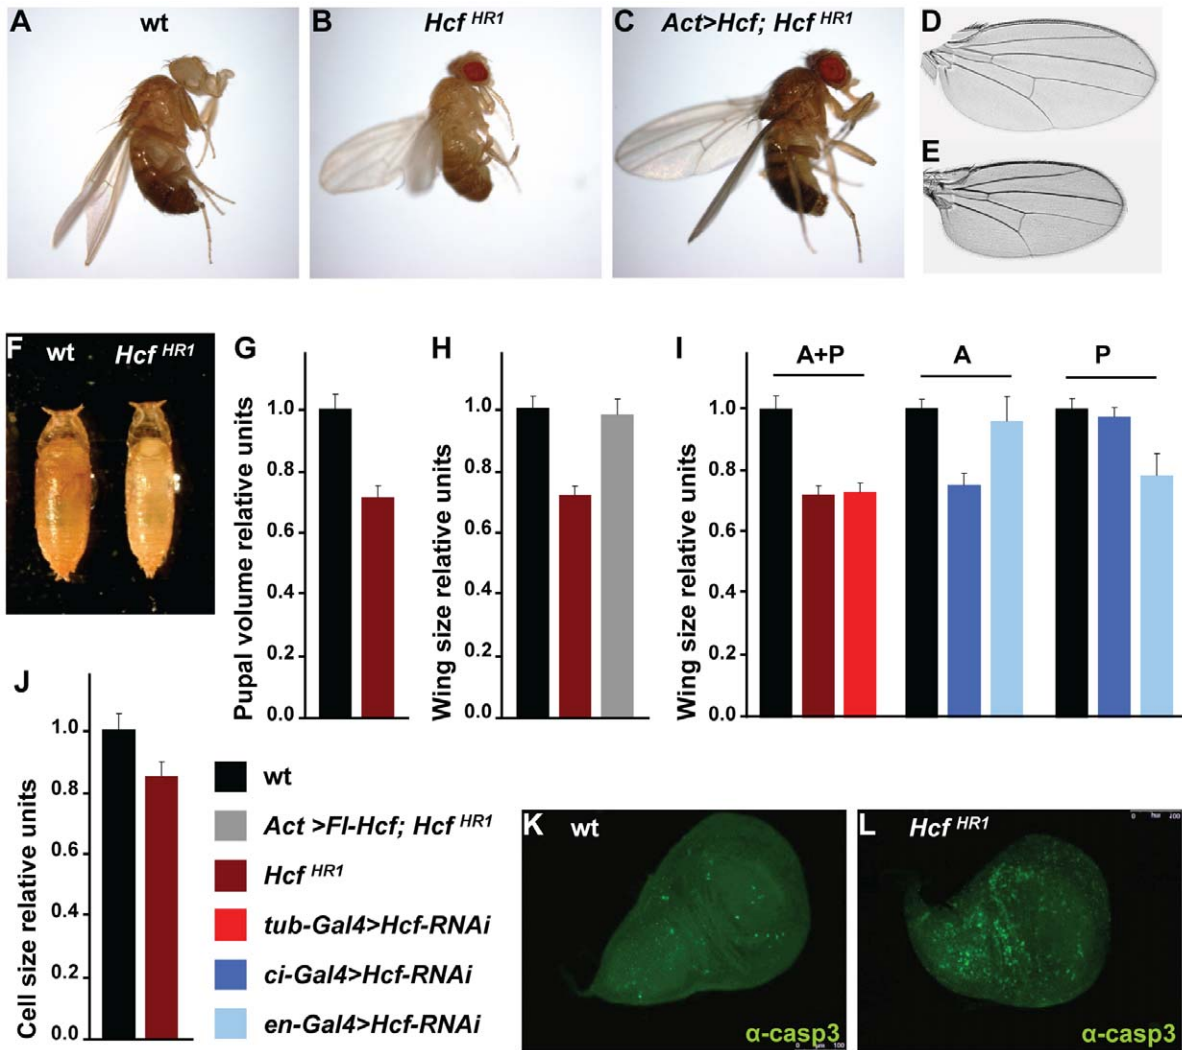 A wt
B Hcf HR1
C Act>Hcf; Hcf HR1
D
E
F wt Hcf HR1
G
Pupal volume relative units
1.0
0.8
0.6
0.4
0.2
0.0
H
Wing size relative units
1.0
0.8
0.6
0.4
0.2
0.0
I
A+P A P
Wing size relative units
1.0
0.8
0.6
0.4
0.2
0.0
J
Cell size relative units
1.0
0.8
0.6
0.4
0.2
0.0
wt
Act >Fl-Hcf; Hcf HR1
Hcf HR1
tub-Gal4>Hcf-RNAi
ci-Gal4>Hcf-RNAi
en-Gal4>Hcf-RNAi
K wt
α-casp3
0 µm 100
L Hcf HR1
α-casp3